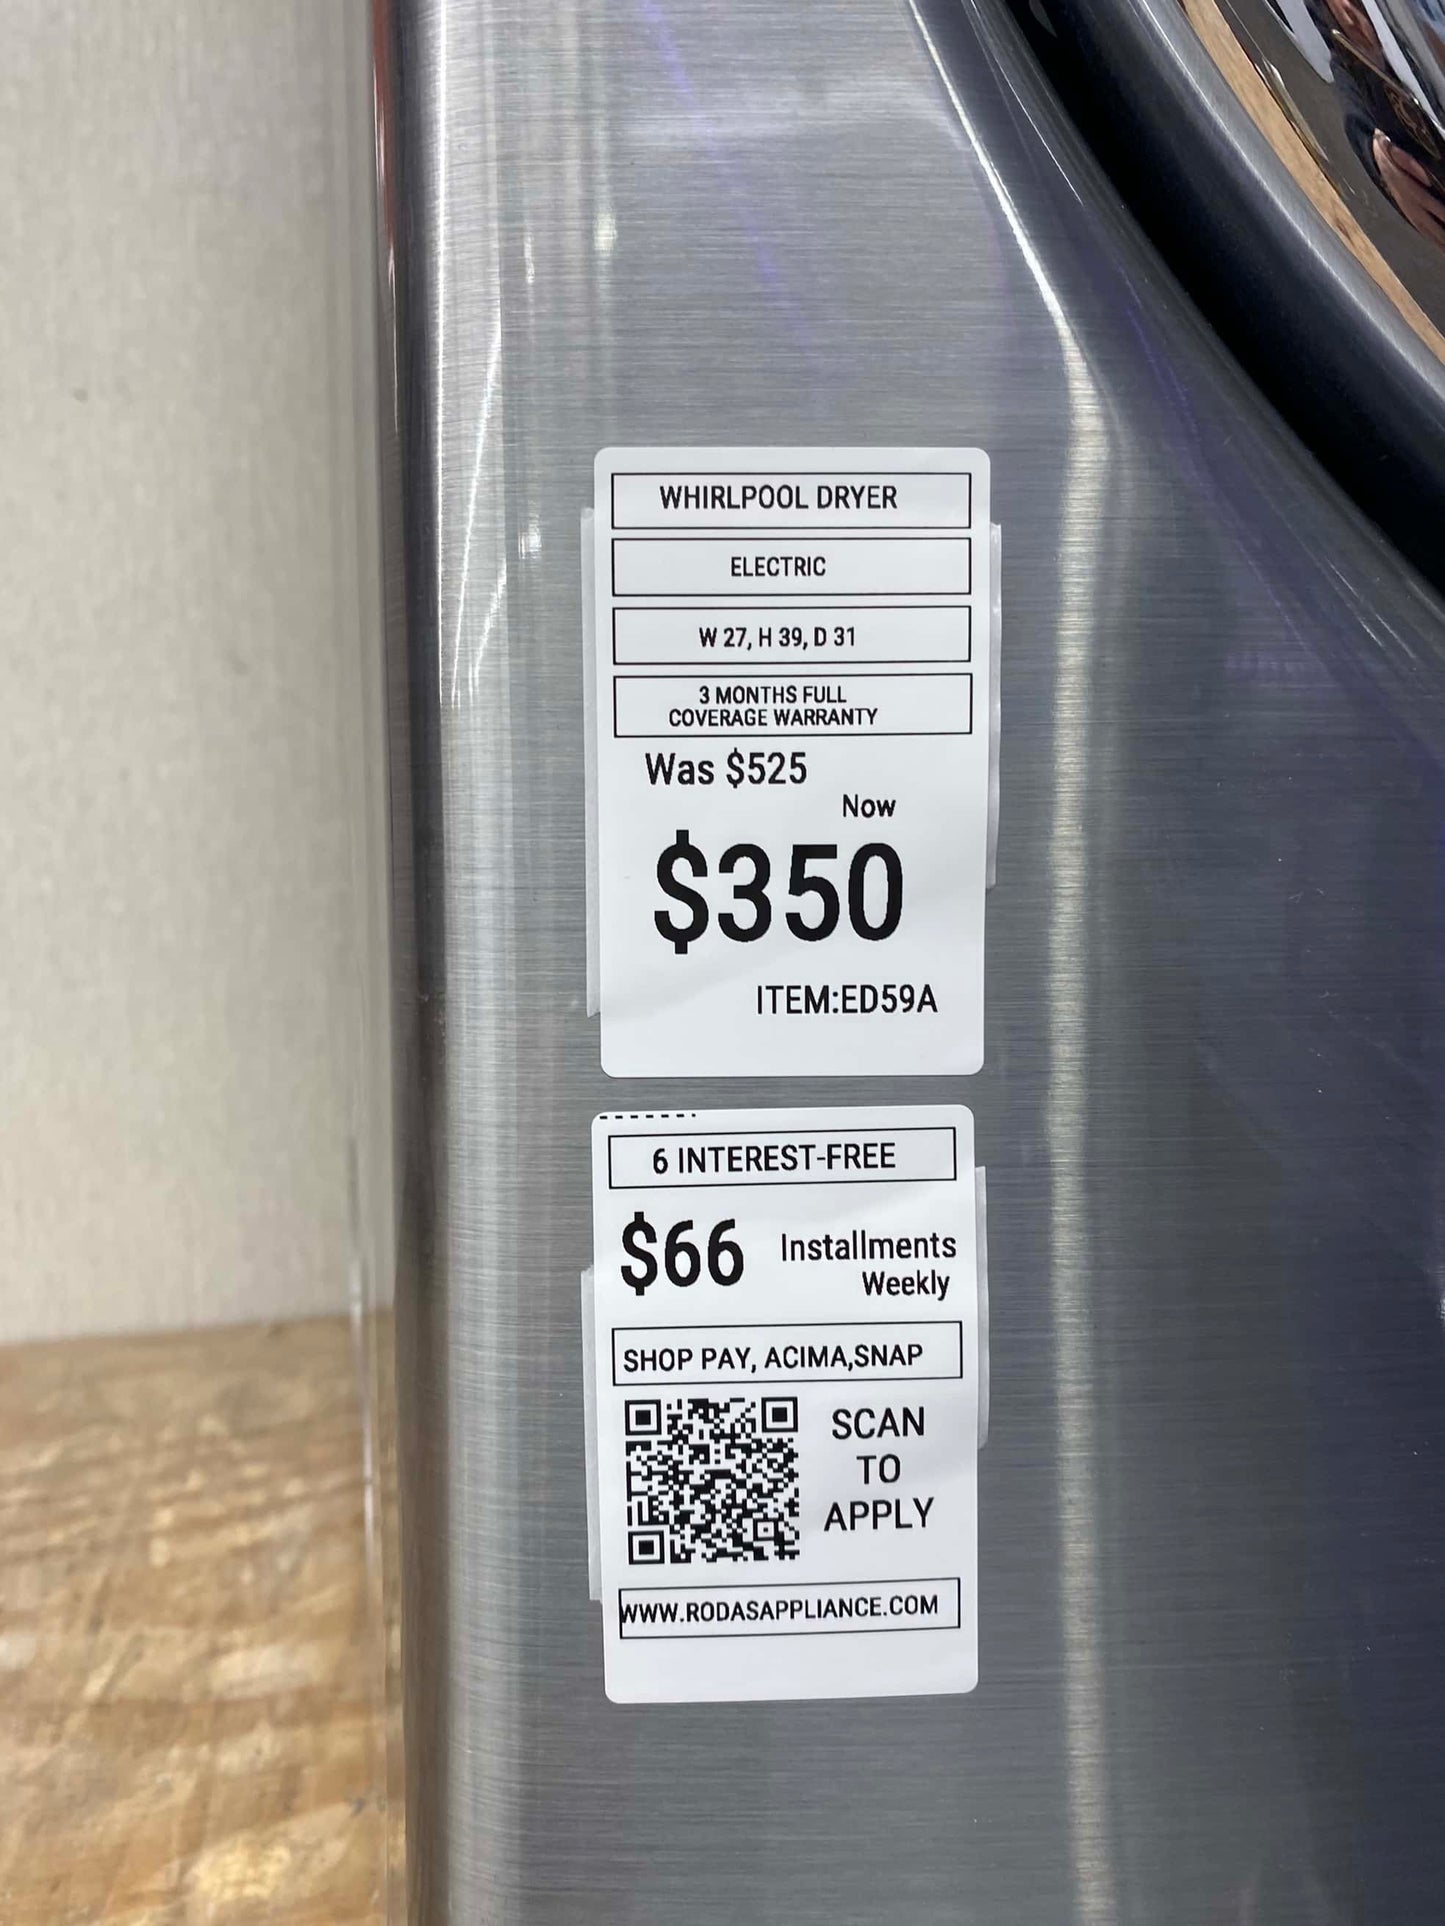 WHIRLPOOL DRYER
ELECTRIC
W 27, H 39, D 31
3 MONTHS FULL
COVERAGE WARRANTY
Was $525
Now
$350
ITEM:ED59A
6 INTEREST-FREE
$66 Installments
Weekly
SHOP PAY, ACIMA,SNAP
SCAN
TO
APPLY
WWW.RODASAPPLIANCE.COM